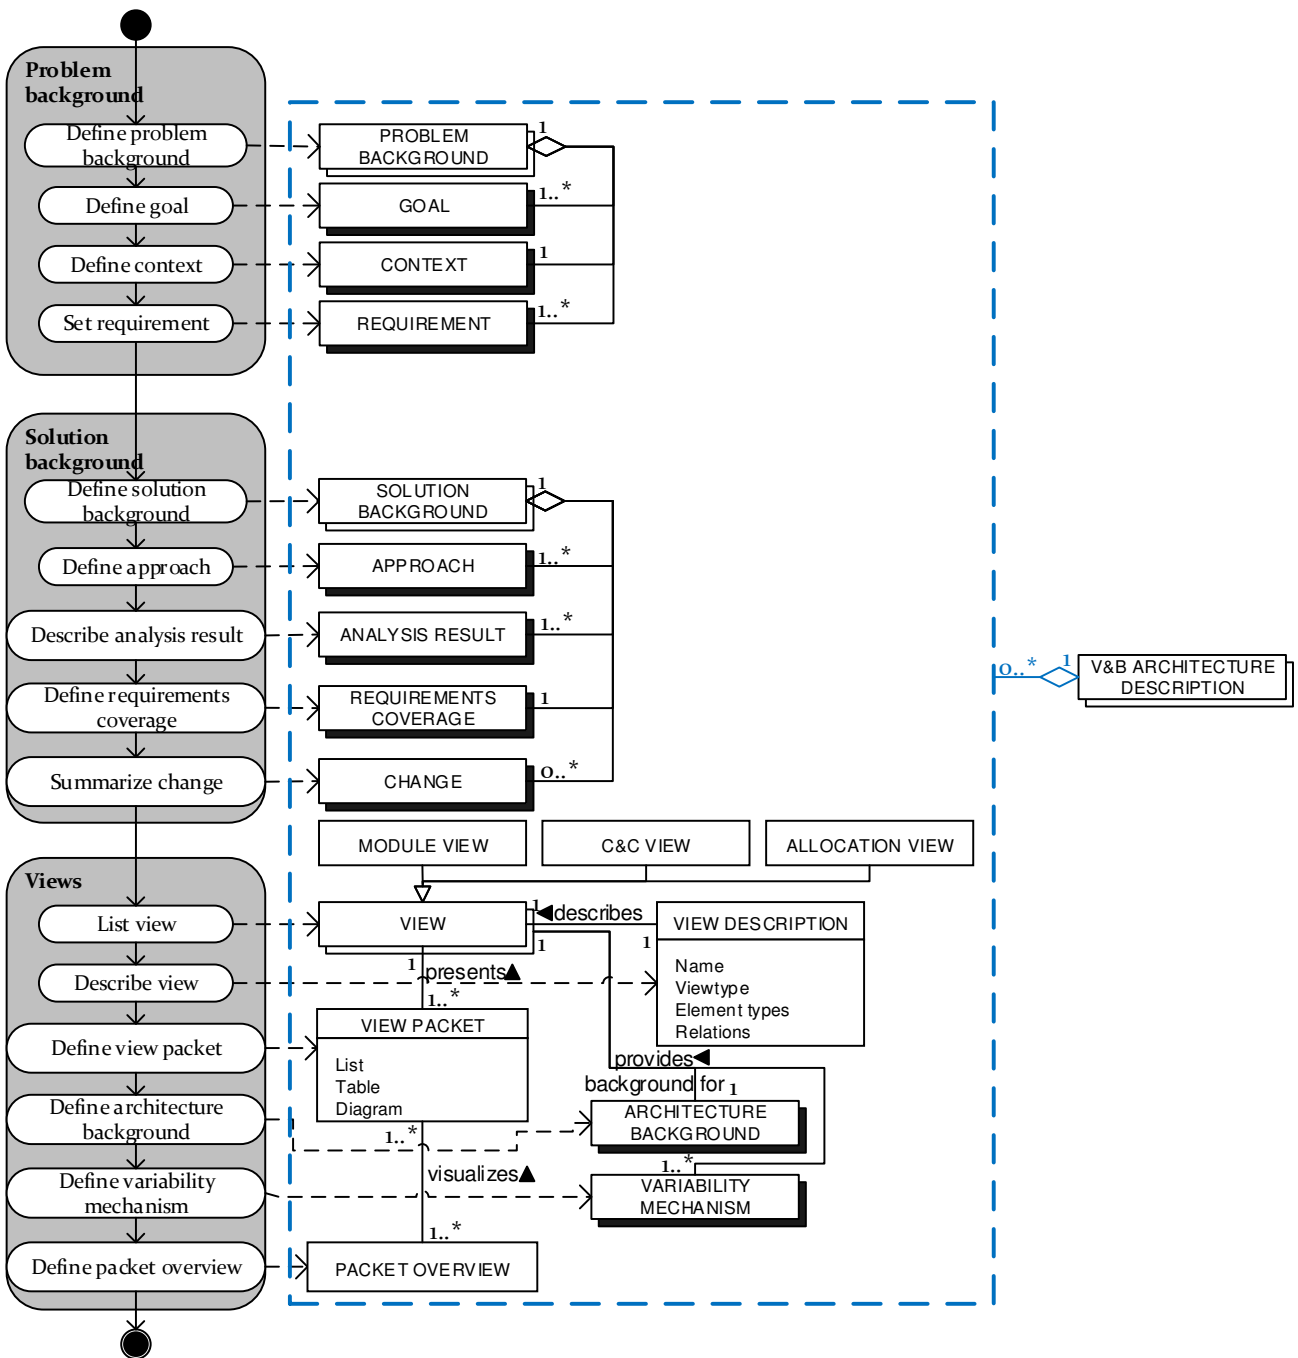 Problem
background
Define problem
background
Define goal
Define context
Set requirement
PROBLEM
BACKGROUND
1
GOAL
1..*
CONTEXT
1
REQUIREMENT
1..*
Solution
background
Define solution
background
Define approach
Describe analysis result
Define requirements
coverage
Summarize change
SOLUTION
BACKGROUND
1
APPROACH
1..*
ANALYSIS RESULT
1..*
REQUIREMENTS
COVERAGE
1
CHANGE
0..*
0..*
1
V&B ARCHITECTURE
DESCRIPTION
MODULE VIEW
C&C VIEW
ALLOCATION VIEW
Views
List view
Describe view
Define view packet
Define architecture
background
Define variability
mechanism
Define packet overview
VIEW
1
describes
1
1
VIEW DESCRIPTION
Name
Viewtype
Element types
Relations
1
presents
1..*
VIEW PACKET
List
Table
Diagram
provides
background for
1
ARCHITECTURE
BACKGROUND
1..*
visualizes
1..*
VARIABILITY
MECHANISM
1..*
PACKET OVERVIEW